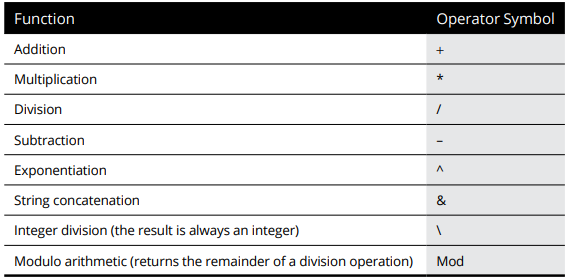 Function Operator Symbol
Addition +
Multiplication *
Division /
Subtraction –
Exponentiation ^
String concatenation &
Integer division (the result is always an integer) \
Modulo arithmetic (returns the remainder of a division operation) Mod